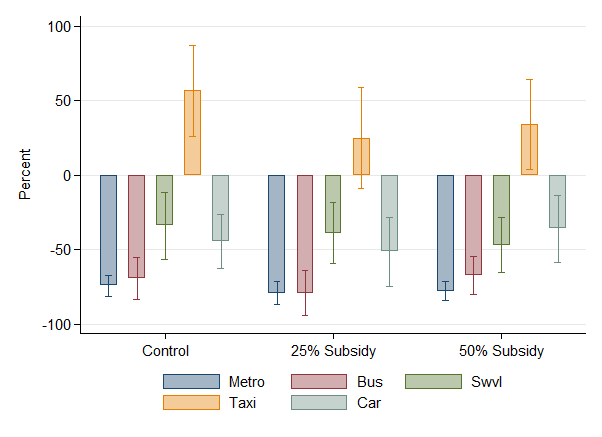 100
50
0
-50
-100
Percent
Control 25% Subsidy 50% Subsidy
Metro Bus Swvl
Taxi Car